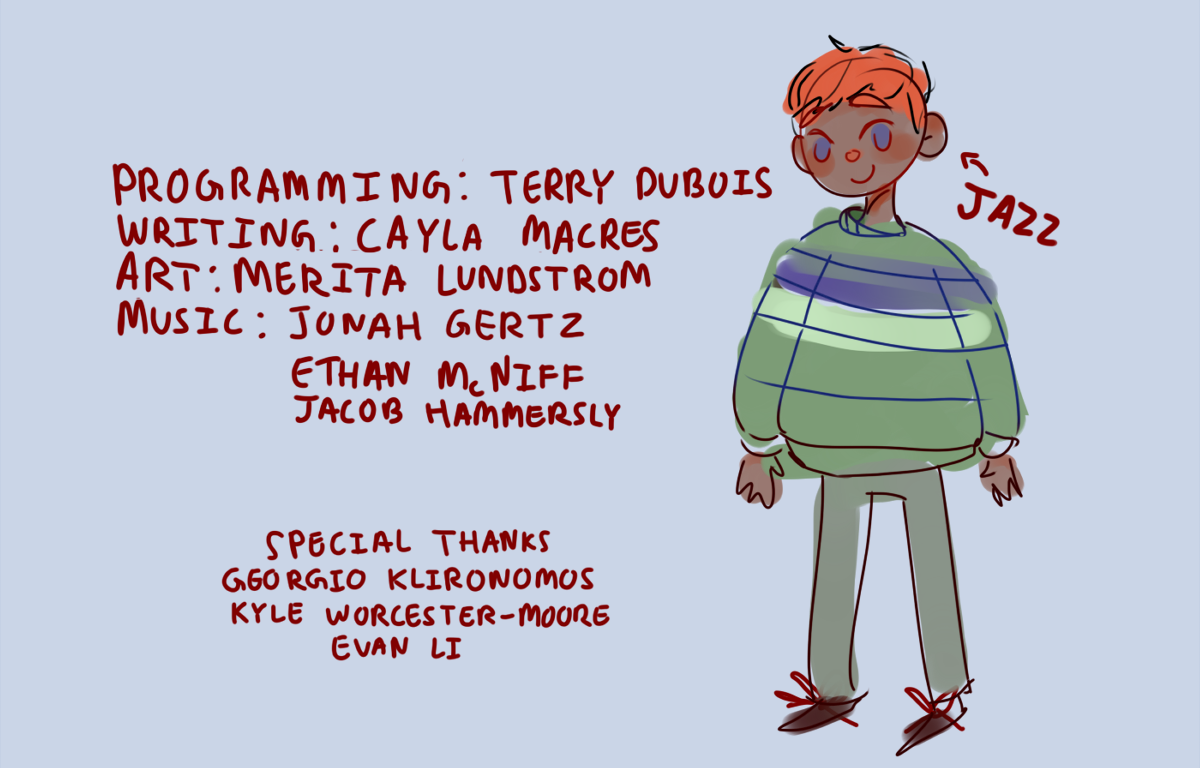 PROGRAMMING: TERRY DUBOIS
WRITING: CAYLA MACRES
ART: MERITA LUNDSTROM
MUSIC: JONAH GERTZ
ETHAN McNIFF
JACOB HAMMERSLY
SPECIAL THANKS
GEORGIO KLIRONOMOS
KYLE WORCESTER-MOORE
EVAN LI
JAZZ